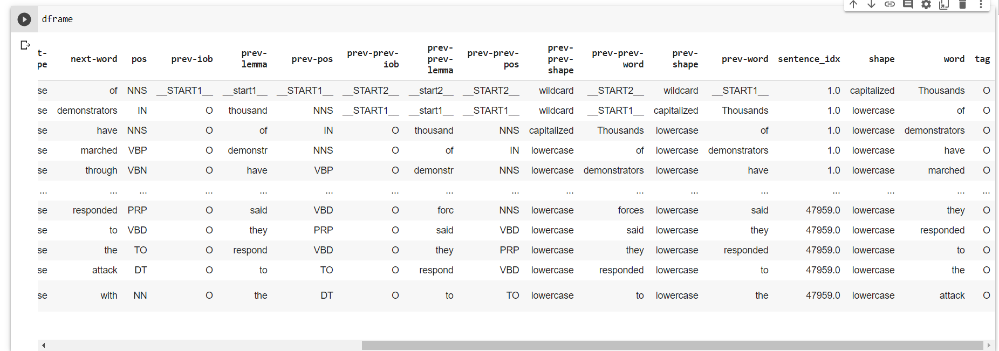 dframe
t-pe next-word pos prev-iob prev-lemma prev-pos prev-prev-iob prev-prev-lemma prev-prev-pos prev-prev-shape prev-prev-word prev-shape prev-word sentence_idx shape word tag
se of NNS __START1__ __start1__ __START1__ __START2__ __start2__ __START2__ wildcard __START2__ wildcard __START1__ 1.0 capitalized Thousands O
se demonstrators IN O thousand NNS __START1__ __start1__ __START1__ wildcard __START1__ capitalized Thousands 1.0 lowercase of O
se have NNS O of IN O thousand NNS capitalized Thousands lowercase of 1.0 lowercase demonstrators O
se marched VBP O demonstr NNS O of IN lowercase of lowercase demonstrators 1.0 lowercase have O
se through VBN O have VBP O demonstr NNS lowercase demonstrators lowercase have 1.0 lowercase marched O
... ... ... ... ... ... ... ... ... ... ... ... ... ... ... ... ...
se responded PRP O said VBD O forc NNS lowercase forces lowercase said 47959.0 lowercase they O
se to VBD O they PRP O said VBD lowercase said lowercase they 47959.0 lowercase responded O
se the TO O respond VBD O they PRP lowercase they lowercase responded 47959.0 lowercase to O
se attack DT O to TO O respond VBD lowercase responded lowercase to 47959.0 lowercase the O
se with NN O the DT O to TO lowercase to lowercase the 47959.0 lowercase attack O